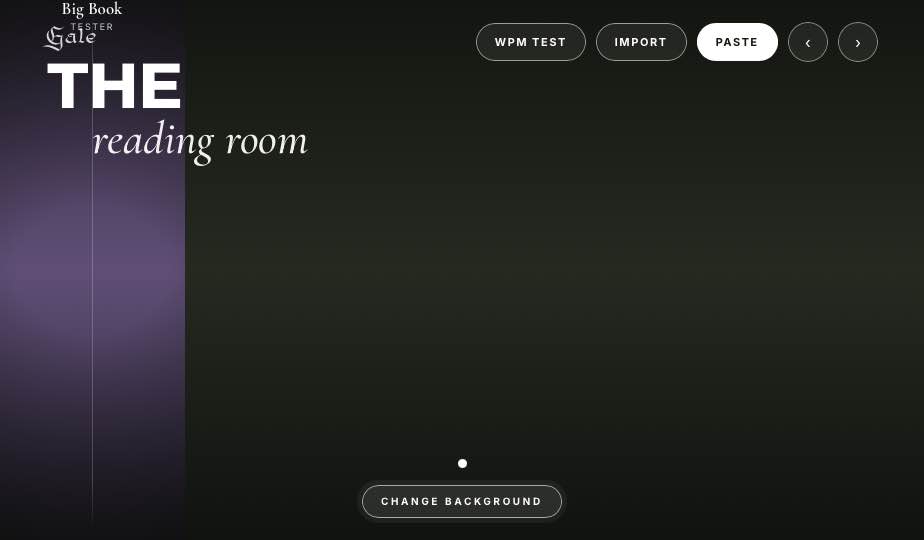 Big Book
TESTER
Gale
THE
reading room
WPM TEST
IMPORT
PASTE
‹
›
CHANGE BACKGROUND